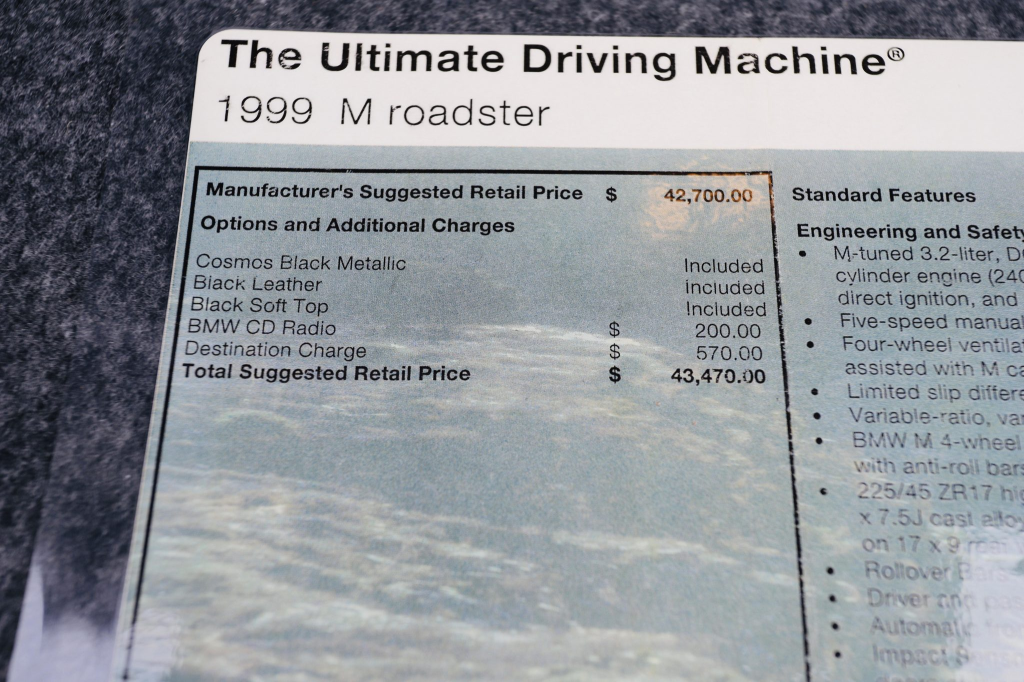 The Ultimate Driving Machine®
1999 M roadster
Manufacturer's Suggested Retail Price $ 42,700.00
Options and Additional Charges
Cosmos Black Metallic Included
Black Leather Included
Black Soft Top Included
BMW CD Radio $ 200.00
Destination Charge $ 570.00
Total Suggested Retail Price $ 43,470.00
Standard Features
Engineering and Safety
• M-tuned 3.2-liter,
cylinder engine (240
direct ignition, and
• Five-speed manual
• Four-wheel
assisted with M
• Limited slip
• Variable-ratio,
• BMW M 4-wheel
with anti-roll bars
• 225/45 ZR17
x 7.5J cast
on 17 x 9
• Rollover
• Driver and
•
• Impact